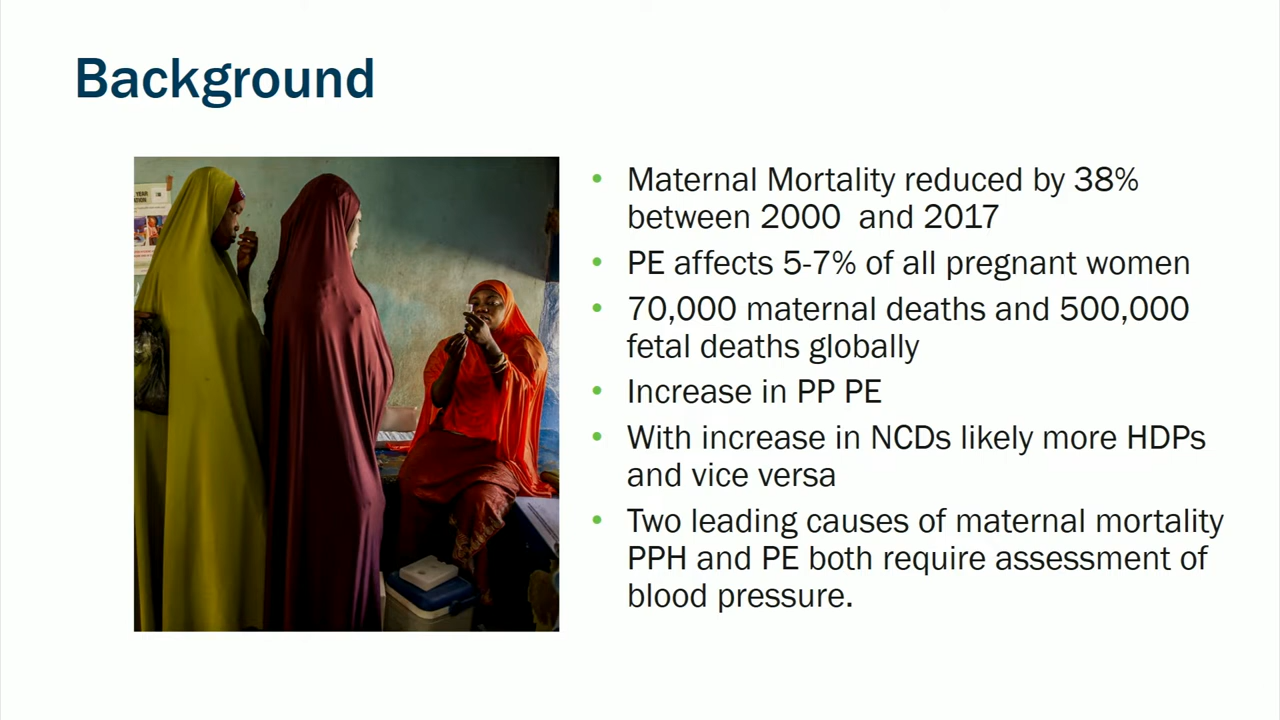 Background
• Maternal Mortality reduced by 38%
between 2000 and 2017
• PE affects 5-7% of all pregnant women
• 70,000 maternal deaths and 500,000
fetal deaths globally
• Increase in PP PE
• With increase in NCDs likely more HDPs
and vice versa
• Two leading causes of maternal mortality
PPH and PE both require assessment of
blood pressure.